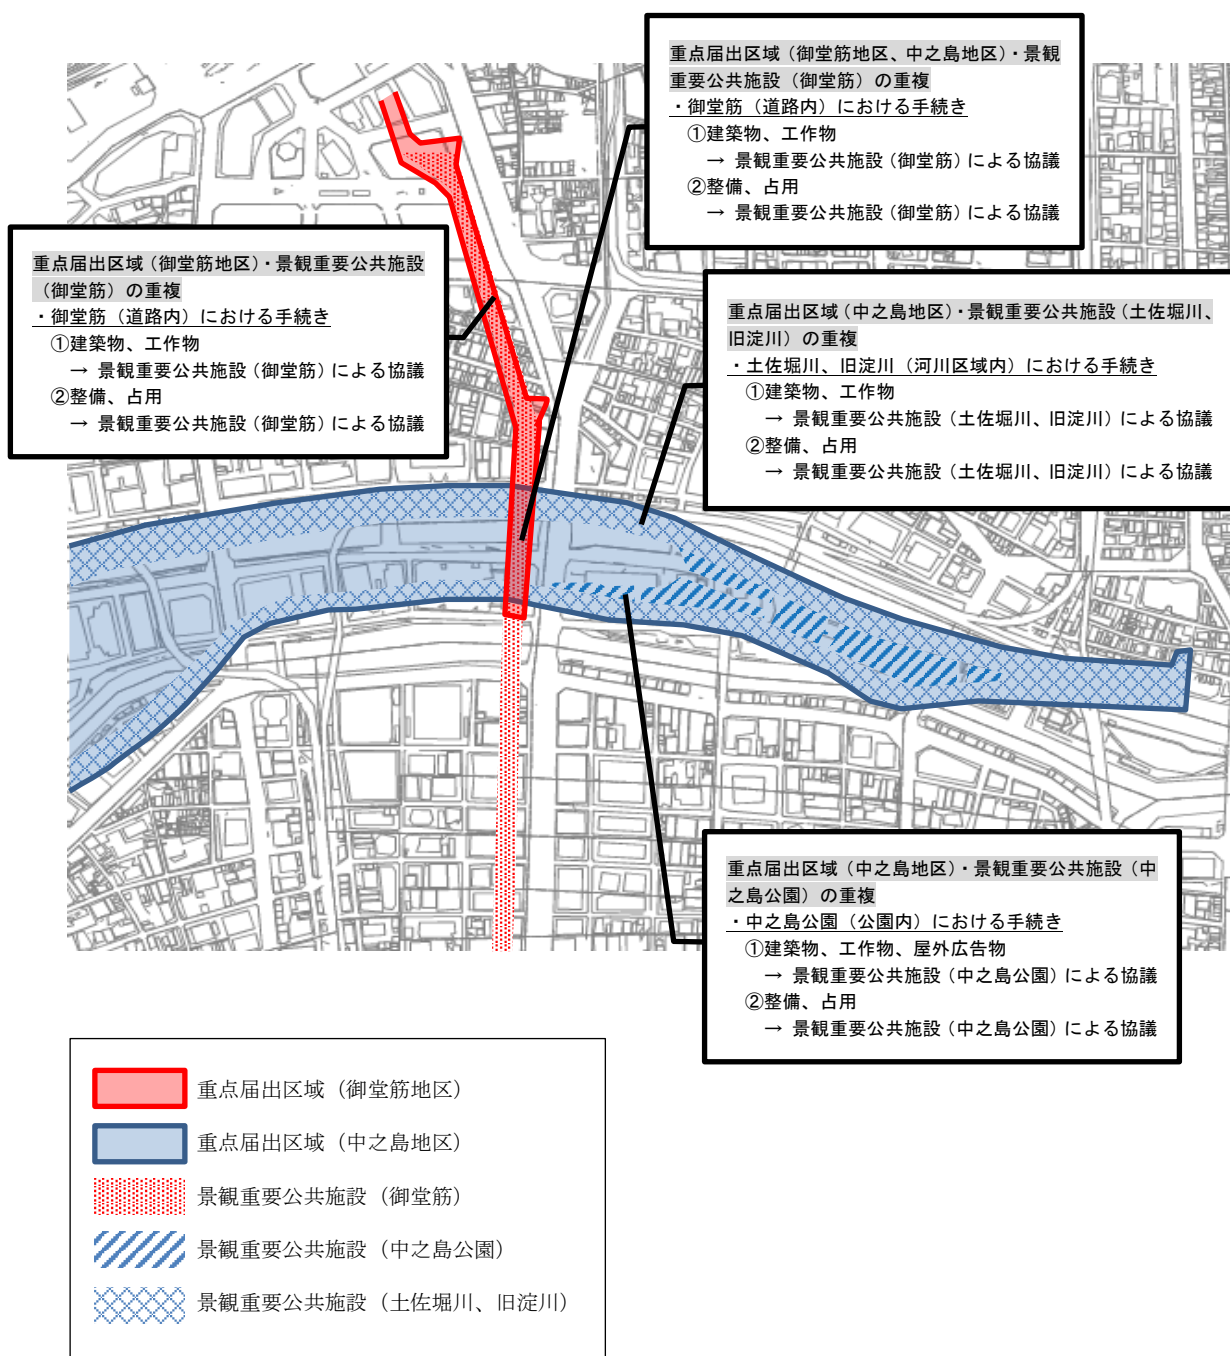 重点届出区域（御堂筋地区、中之島地区）・景観
重要公共施設（御堂筋）の重複
・御堂筋（道路内）における手続き
①建築物、工作物
→ 景観重要公共施設（御堂筋）による協議
②整備、占用
→ 景観重要公共施設（御堂筋）による協議
重点届出区域（御堂筋地区）・景観重要公共施設
（御堂筋）の重複
・御堂筋（道路内）における手続き
①建築物、工作物
→ 景観重要公共施設（御堂筋）による協議
②整備、占用
→ 景観重要公共施設（御堂筋）による協議
重点届出区域（中之島地区）・景観重要公共施設（土佐堀川、
旧淀川）の重複
・土佐堀川、旧淀川（河川区域内）における手続き
①建築物、工作物
→ 景観重要公共施設（土佐堀川、旧淀川）による協議
②整備、占用
→ 景観重要公共施設（土佐堀川、旧淀川）による協議
重点届出区域（中之島地区）・景観重要公共施設（中
之島公園）の重複
・中之島公園（公園内）における手続き
①建築物、工作物、屋外広告物
→ 景観重要公共施設（中之島公園）による協議
②整備、占用
→ 景観重要公共施設（中之島公園）による協議
重点届出区域（御堂筋地区）
重点届出区域（中之島地区）
景観重要公共施設（御堂筋）
景観重要公共施設（中之島公園）
景観重要公共施設（土佐堀川、旧淀川）